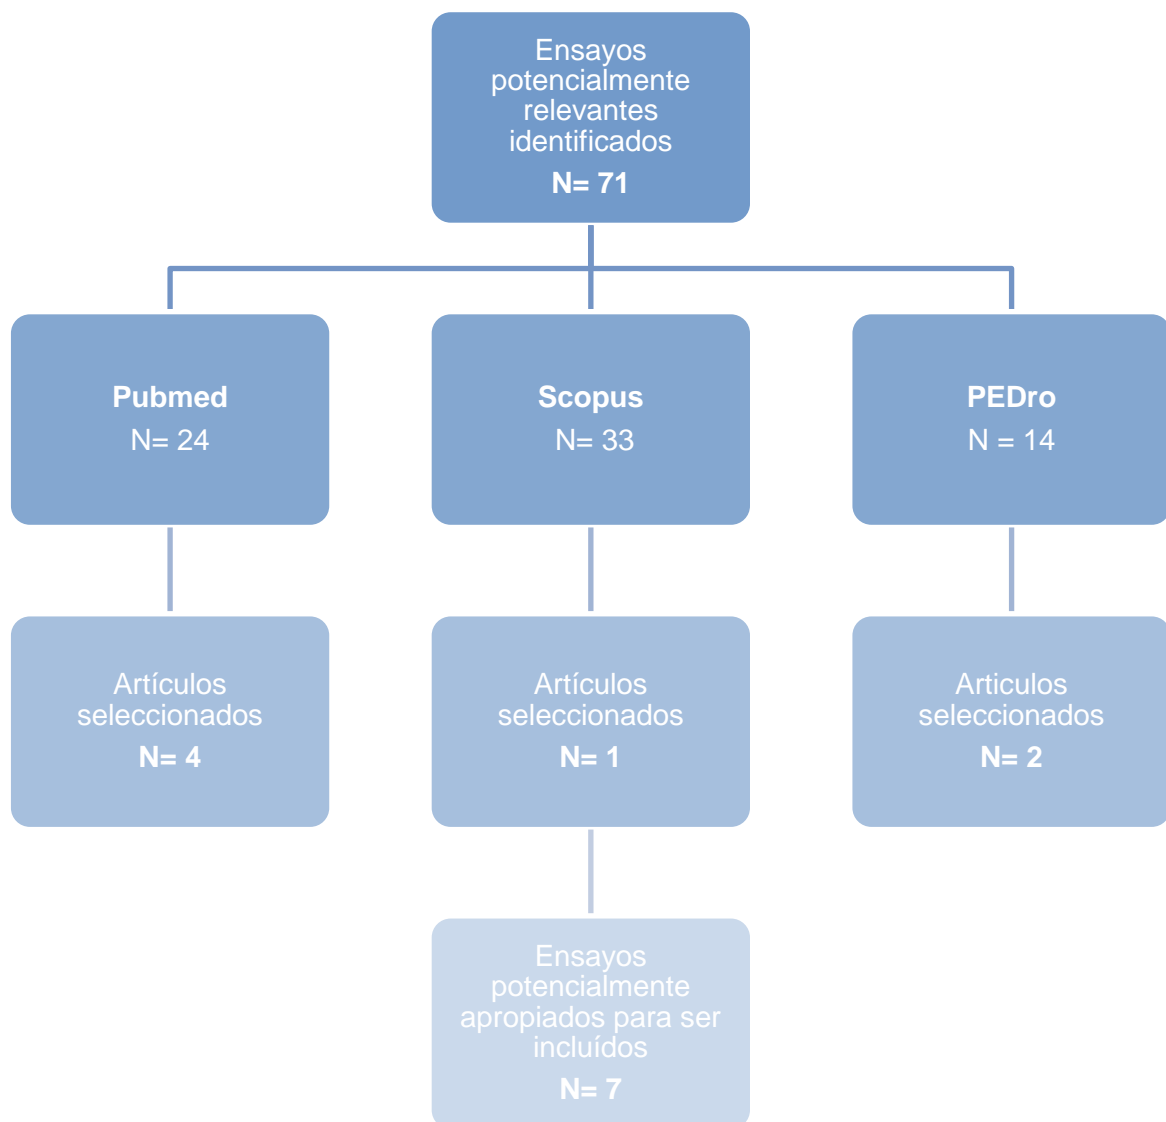 Ensayos
potencialmente
relevantes
identificados
N= 71
Pubmed
N= 24
Scopus
N= 33
PEDro
N = 14
Artículos
seleccionados
N= 4
Artículos
seleccionados
N= 1
Articulos
seleccionados
N= 2
Ensayos
potencialmente
apropiados para ser
incluídos
N= 7